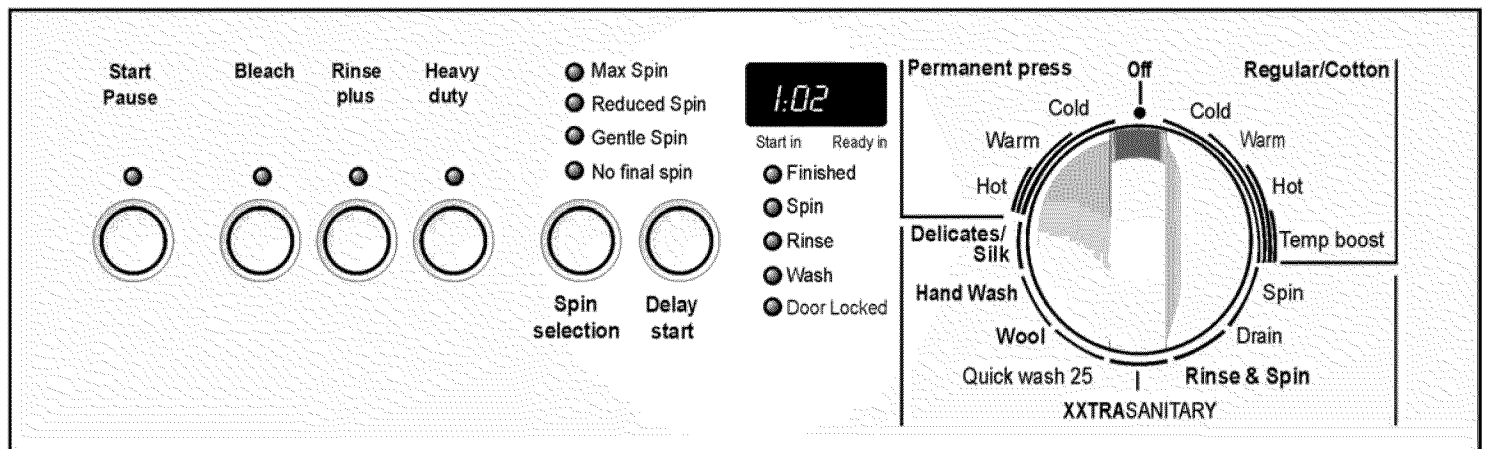 Start
Pause
Bleach
Rinse
plus
Heavy
duty
Max Spin
Reduced Spin
Gentle Spin
No final spin
Spin
selection
Delay
start
1:02
Start in Ready in
Finished
Spin
Rinse
Wash
Door Locked
Permanent press
Off
Regular/Cotton
Cold
Warm
Hot
Cold
Warm
Hot
Temp boost
Delicates/
Silk
Hand Wash
Wool
Quick wash 25
XXTRASANITARY
Rinse & Spin
Drain
Spin